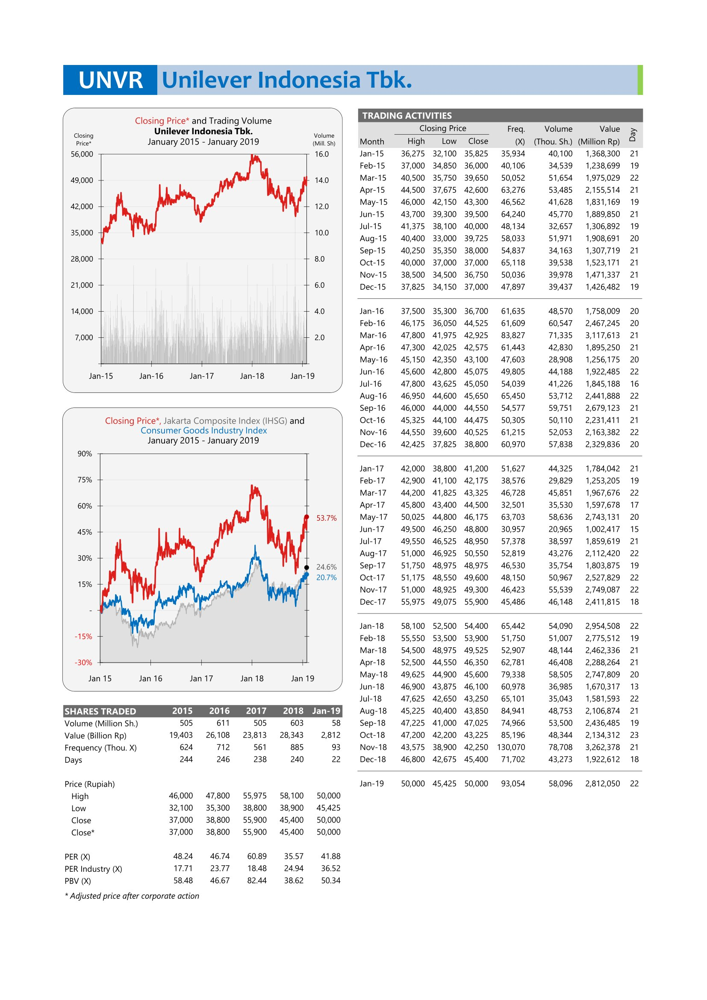 UNVR Unilever Indonesia Tbk.
Closing Price* and Trading Volume
Unilever Indonesia Tbk.
January 2015 - January 2019
Closing
Price*
Volume
(Mill. Sh)
56,000 16.0
49,000 14.0
42,000 12.0
35,000 10.0
28,000 8.0
21,000 6.0
14,000 4.0
7,000 2.0
Jan-15 Jan-16 Jan-17 Jan-18 Jan-19
Closing Price*, Jakarta Composite Index (IHSG) and
Consumer Goods Industry Index
January 2015 - January 2019
90%
75%
60%
53.7%
45%
30%
24.6%
20.7%
15%
-
-15%
-30%
Jan 15 Jan 16 Jan 17 Jan 18 Jan 19
SHARES TRADED 2015 2016 2017 2018 Jan-19
Volume (Million Sh.) 505 611 505 603 58
Value (Billion Rp) 19,403 26,108 23,813 28,343 2,812
Frequency (Thou. X) 624 712 561 885 93
Days 244 246 238 240 22
Price (Rupiah)
High 46,000 47,800 55,975 58,100 50,000
Low 32,100 35,300 38,800 38,900 45,425
Close 37,000 38,800 55,900 45,400 50,000
Close* 37,000 38,800 55,900 45,400 50,000
PER (X) 48.24 46.74 60.89 35.57 41.88
PER Industry (X) 17.71 23.77 18.48 24.94 36.52
PBV (X) 58.48 46.67 82.44 38.62 50.34
* Adjusted price after corporate action
TRADING ACTIVITIES
Closing Price Freq. Volume Value Day
Month High Low Close (X) (Thou. Sh.) (Million Rp)
Jan-15 36,275 32,100 35,825 35,934 40,100 1,368,300 21
Feb-15 37,000 34,850 36,000 40,106 34,539 1,238,699 19
Mar-15 40,500 35,750 39,650 50,052 51,654 1,975,029 22
Apr-15 44,500 37,675 42,600 63,276 53,485 2,155,514 21
May-15 46,000 42,150 43,300 46,562 41,628 1,831,169 19
Jun-15 43,700 39,300 39,500 64,240 45,770 1,889,850 21
Jul-15 41,375 38,100 40,000 48,134 32,657 1,306,892 19
Aug-15 40,400 33,000 39,725 58,033 51,971 1,908,691 20
Sep-15 40,250 35,350 38,000 54,837 34,163 1,307,719 21
Oct-15 40,000 37,000 37,000 65,118 39,538 1,523,171 21
Nov-15 38,500 34,500 36,750 50,036 39,978 1,471,337 21
Dec-15 37,825 34,150 37,000 47,897 39,437 1,426,482 19
Jan-16 37,500 35,300 36,700 61,635 48,570 1,758,009 20
Feb-16 46,175 36,050 44,525 61,609 60,547 2,467,245 20
Mar-16 47,800 41,975 42,925 83,827 71,335 3,117,613 21
Apr-16 47,300 42,025 42,575 61,443 42,830 1,895,250 21
May-16 45,150 42,350 43,100 47,603 28,908 1,256,175 20
Jun-16 45,600 42,800 45,075 49,805 44,188 1,922,485 22
Jul-16 47,800 43,625 45,050 54,039 41,226 1,845,188 16
Aug-16 46,950 44,600 45,650 65,450 53,712 2,441,888 22
Sep-16 46,000 44,000 44,550 54,577 59,751 2,679,123 21
Oct-16 45,325 44,100 44,475 50,305 50,110 2,231,411 21
Nov-16 44,550 39,600 40,525 61,215 52,053 2,163,382 22
Dec-16 42,425 37,825 38,800 60,970 57,838 2,329,836 20
Jan-17 42,000 38,800 41,200 51,627 44,325 1,784,042 21
Feb-17 42,900 41,100 42,175 38,576 29,829 1,253,205 19
Mar-17 44,200 41,825 43,325 46,728 45,851 1,967,676 22
Apr-17 45,800 43,400 44,500 32,501 35,530 1,597,678 17
May-17 50,025 44,800 46,175 63,703 58,636 2,743,131 20
Jun-17 49,500 46,250 48,800 30,957 20,965 1,002,417 15
Jul-17 49,550 46,525 48,950 57,378 38,597 1,859,619 21
Aug-17 51,000 46,925 50,550 52,819 43,276 2,112,420 22
Sep-17 51,750 48,975 48,975 46,530 35,754 1,803,875 19
Oct-17 51,175 48,550 49,600 48,150 50,967 2,527,829 22
Nov-17 51,000 48,925 49,300 46,423 55,539 2,749,087 22
Dec-17 55,975 49,075 55,900 45,486 46,148 2,411,815 18
Jan-18 58,100 52,500 54,400 65,442 54,090 2,954,508 22
Feb-18 55,550 53,500 53,900 51,750 51,007 2,775,512 19
Mar-18 54,500 48,975 49,525 52,907 48,144 2,462,336 21
Apr-18 52,500 44,550 46,350 62,781 46,408 2,288,264 21
May-18 49,625 44,900 45,600 79,338 58,505 2,747,809 20
Jun-18 46,900 43,875 46,100 60,978 36,985 1,670,317 13
Jul-18 47,625 42,650 43,250 65,101 35,043 1,581,593 22
Aug-18 45,225 40,400 43,850 84,941 48,753 2,106,874 21
Sep-18 47,225 41,000 47,025 74,966 53,500 2,436,485 19
Oct-18 47,200 42,200 43,225 85,196 48,344 2,134,312 23
Nov-18 43,575 38,900 42,250 130,070 78,708 3,262,378 21
Dec-18 46,800 42,675 45,400 71,702 43,273 1,922,612 18
Jan-19 50,000 45,425 50,000 93,054 58,096 2,812,050 22